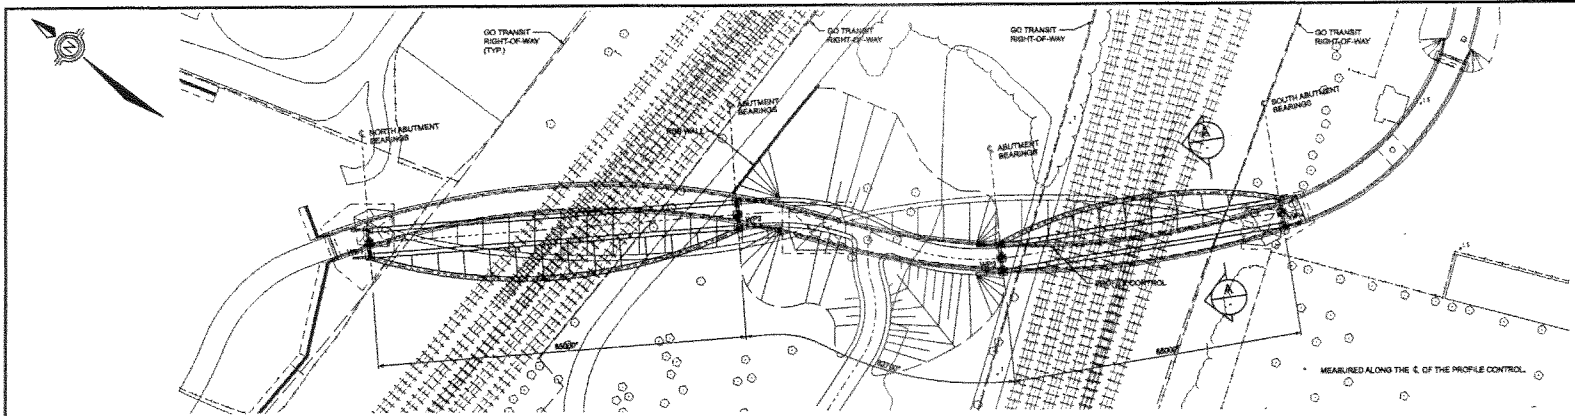 GO TRANSIT
RIGHT-OF-WAY
(TYP.)
GO TRANSIT
RIGHT-OF-WAY
GO TRANSIT
RIGHT-OF-WAY
GO TRANSIT
RIGHT-OF-WAY
N
℄ NORTH ABUTMENT
BEARINGS
℄ ABUTMENT
BEARINGS
RSS WALL
℄ ABUTMENT
BEARINGS
℄ SOUTH ABUTMENT
BEARINGS
A
WP2
PROFILE CONTROL
A
* MEASURED ALONG THE ℄ OF THE PROFILE CONTROL.